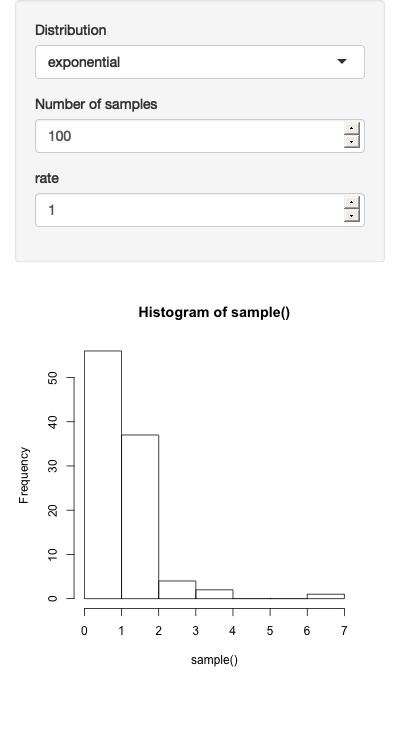 Distribution
exponential
Number of samples
100
rate
1
Histogram of sample()
Frequency
50
40
30
20
10
0
0 1 2 3 4 5 6 7
sample()